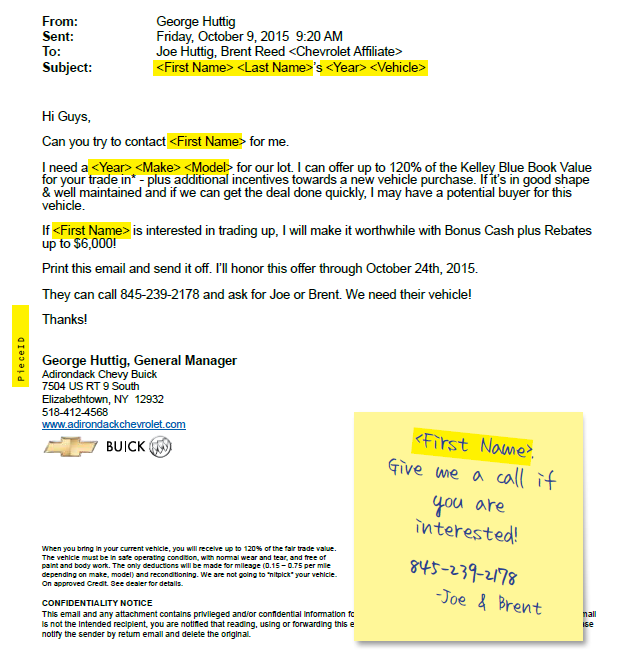 From: George Huttig
Sent: Friday, October 9, 2015 9:20 AM
To: Joe Huttig, Brent Reed <Chevrolet Affiliate>
Subject: <First Name> <Last Name>'s <Year> <Vehicle>
Hi Guys,
Can you try to contact <First Name> for me.
I need a <Year> <Make> <Model> for our lot. I can offer up to 120% of the Kelley Blue Book Value
for your trade in* - plus additional incentives towards a new vehicle purchase. If it's in good shape
& well maintained and if we can get the deal done quickly, I may have a potential buyer for this
vehicle.
If <First Name> is interested in trading up, I will make it worthwhile with Bonus Cash plus Rebates
up to $6,000!
Print this email and send it off. I'll honor this offer through October 24th, 2015.
They can call 845-239-2178 and ask for Joe or Brent. We need their vehicle!
Thanks!
PieceID
George Huttig, General Manager
Adirondack Chevy Buick
7504 US RT 9 South
Elizabethtown, NY 12932
518-412-4568
www.adirondackchevrolet.com
BUICK
<First Name>,
Give me a call if
you are
interested!
845-239-2178
-Joe & Brent
When you bring in your current vehicle, you will receive up to 120% of the fair trade value.
The vehicle must be in safe operating condition, with normal wear and tear, and free of
paint and body work. The only deductions will be made for mileage (0.15 – 0.75 per mile
depending on make, model) and reconditioning. We are not going to "nitpick" your vehicle.
On approved Credit. See dealer for details.
CONFIDENTIALITY NOTICE
This email and any attachment contains privileged and/or confidential information fo
is not the intended recipient, you are notified that reading, using or forwarding this e
notify the sender by return email and delete the original.